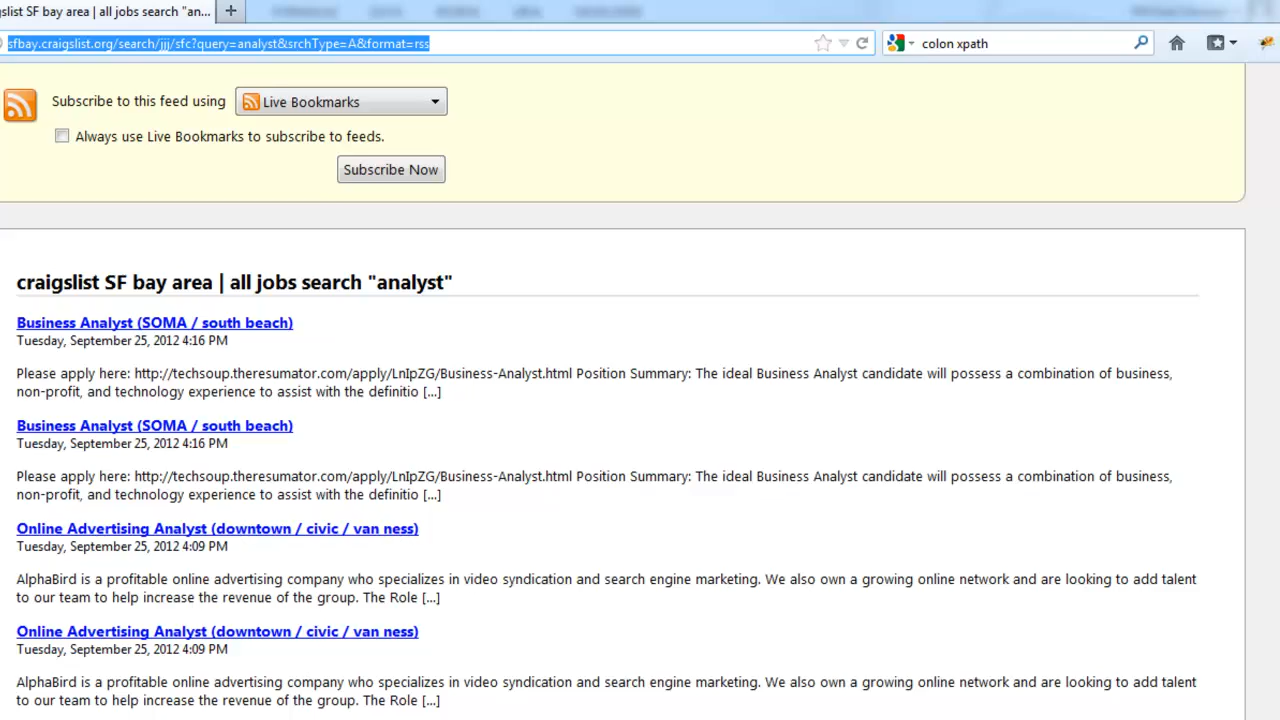 gslist SF bay area | all jobs search "an...
sfbay.craigslist.org/search/jjj/sfc?query=analyst&srchType=A&format=rss
colon xpath
Subscribe to this feed using
Live Bookmarks
Always use Live Bookmarks to subscribe to feeds.
Subscribe Now
craigslist SF bay area | all jobs search "analyst"
Business Analyst (SOMA / south beach)
Tuesday, September 25, 2012 4:16 PM
Please apply here: http://techsoup.theresumator.com/apply/LnIpZG/Business-Analyst.html Position Summary: The ideal Business Analyst candidate will possess a combination of business,
non-profit, and technology experience to assist with the definitio [...]
Business Analyst (SOMA / south beach)
Tuesday, September 25, 2012 4:16 PM
Please apply here: http://techsoup.theresumator.com/apply/LnIpZG/Business-Analyst.html Position Summary: The ideal Business Analyst candidate will possess a combination of business,
non-profit, and technology experience to assist with the definitio [...]
Online Advertising Analyst (downtown / civic / van ness)
Tuesday, September 25, 2012 4:09 PM
AlphaBird is a profitable online advertising company who specializes in video syndication and search engine marketing. We also own a growing online network and are looking to add talent
to our team to help increase the revenue of the group. The Role [...]
Online Advertising Analyst (downtown / civic / van ness)
Tuesday, September 25, 2012 4:09 PM
AlphaBird is a profitable online advertising company who specializes in video syndication and search engine marketing. We also own a growing online network and are looking to add talent
to our team to help increase the revenue of the group. The Role [...]